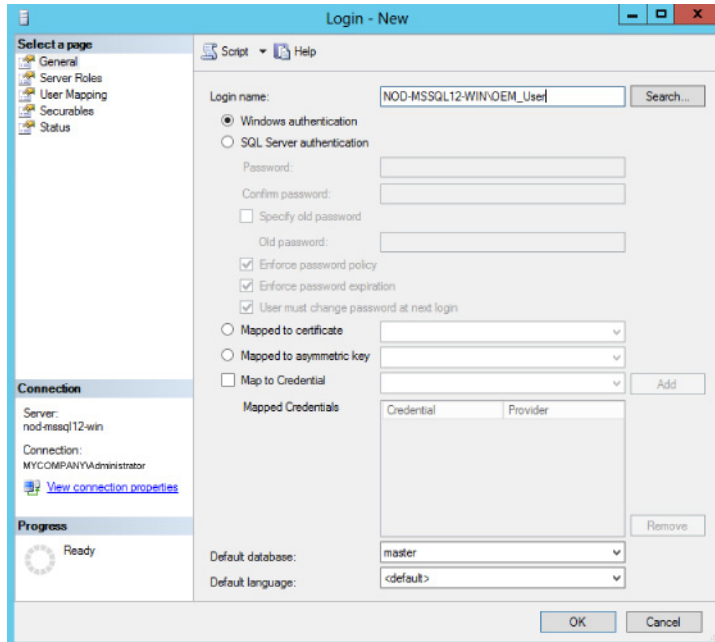 Login - New
Select a page
General
Server Roles
User Mapping
Securables
Status
Script Help
Login name: NOD-MSSQL12-WIN\OEM_User Search...
Windows authentication
SQL Server authentication
Password:
Confirm password:
Specify old password
Old password:
Enforce password policy
Enforce password expiration
User must change password at next login
Mapped to certificate
Mapped to asymmetric key
Map to Credential Add
Mapped Credentials Credential Provider
Remove
Default database: master
Default language: <default>
Connection
Server:
nod-mssql12-win
Connection:
MYCOMPANY\Administrator
View connection properties
Progress
Ready
OK Cancel